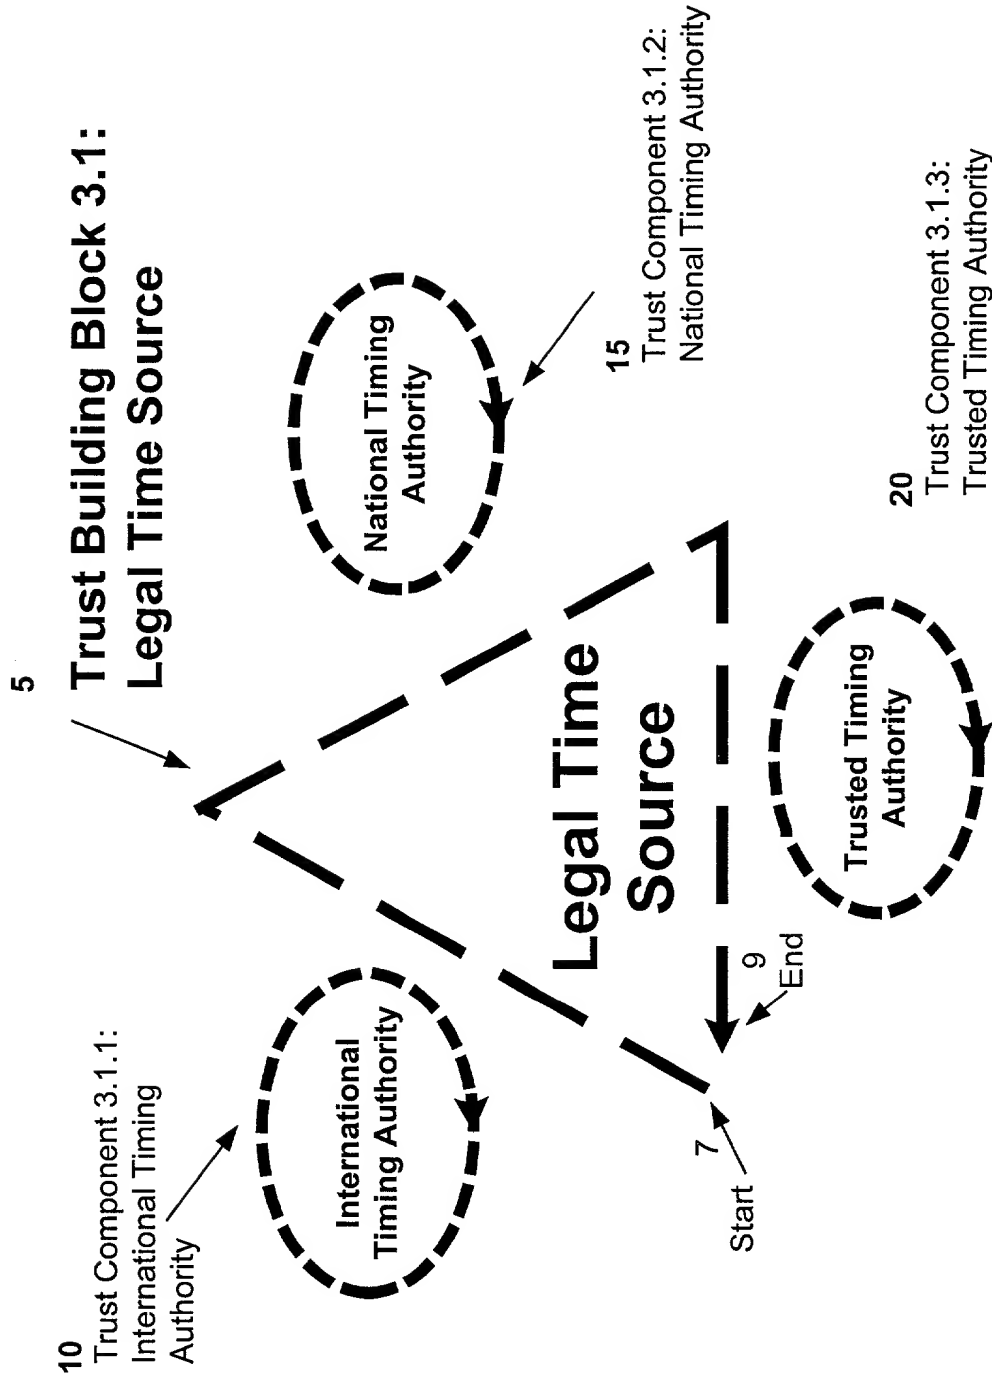 5
Trust Building Block 3.1:
Legal Time Source
10
Trust Component 3.1.1:
International Timing
Authority
International
Timing Authority
National Timing
Authority
15
Trust Component 3.1.2:
National Timing Authority
Legal Time
Source
7
Start
9
End
Trusted Timing
Authority
20
Trust Component 3.1.3:
Trusted Timing Authority